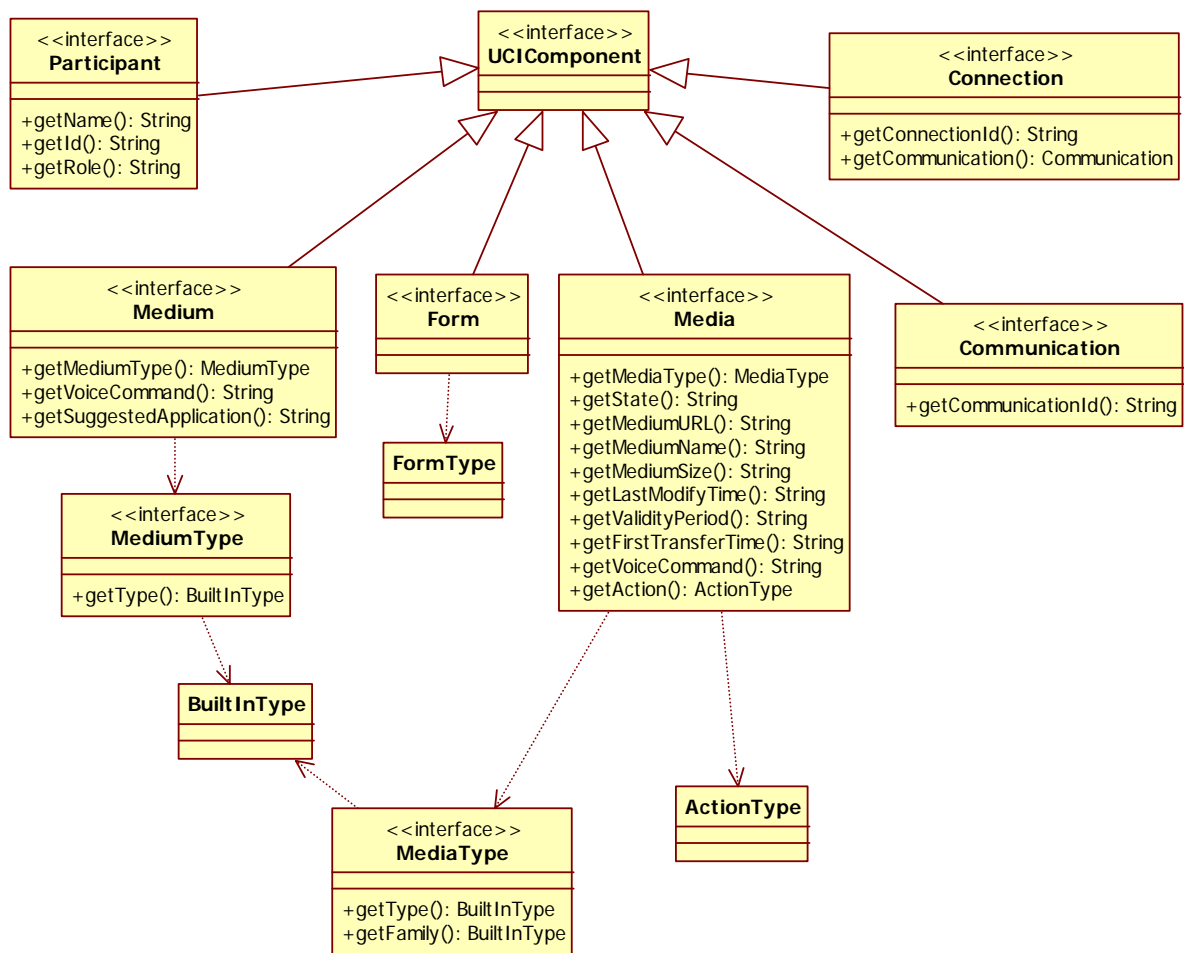 <<interface>>
Participant
+getName(): String
+getId(): String
+getRole(): String
<<interface>>
UCIComponent
<<interface>>
Connection
+getConnectionId(): String
+getCommunication(): Communication
<<interface>>
Medium
+getMediumType(): MediumType
+getVoiceCommand(): String
+getSuggestedApplication(): String
<<interface>>
Form
<<interface>>
Media
+getMediaType(): MediaType
+getState(): String
+getMediumURL(): String
+getMediumName(): String
+getMediumSize(): String
+getLastModifyTime(): String
+getValidityPeriod(): String
+getFirstTransferTime(): String
+getVoiceCommand(): String
+getAction(): ActionType
<<interface>>
Communication
+getCommunicationId(): String
FormType
<<interface>>
MediumType
+getType(): BuiltInType
BuiltInType
ActionType
<<interface>>
MediaType
+getType(): BuiltInType
+getFamily(): BuiltInType